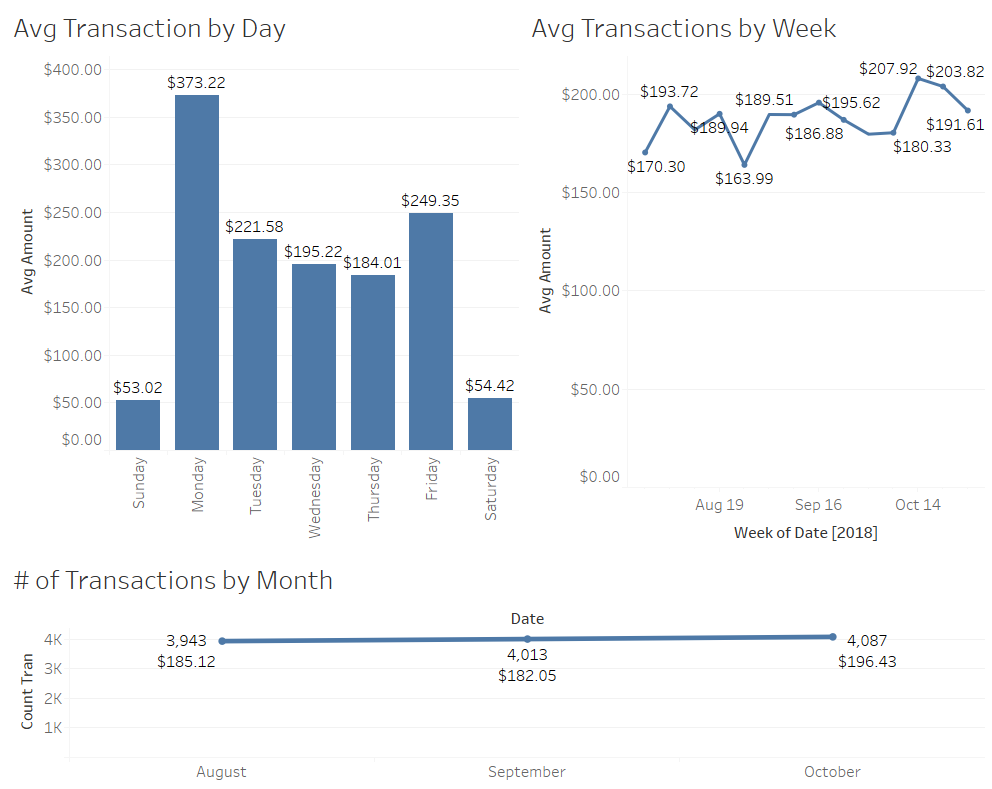 Avg Transaction by Day
$400.00
$350.00
$300.00
$250.00
$200.00
$150.00
$100.00
$50.00
$0.00
Avg Amount
$53.02
$373.22
$221.58
$195.22
$184.01
$249.35
$54.42
Sunday
Monday
Tuesday
Wednesday
Thursday
Friday
Saturday
Avg Transactions by Week
$200.00
$150.00
$100.00
$50.00
$0.00
Avg Amount
$170.30
$193.72
$189.94
$163.99
$189.51
$186.88
$195.62
$180.33
$207.92
$203.82
$191.61
Aug 19
Sep 16
Oct 14
Week of Date [2018]
# of Transactions by Month
Date
4K
3K
2K
1K
Count Tran
3,943
$185.12
4,013
$182.05
4,087
$196.43
August
September
October